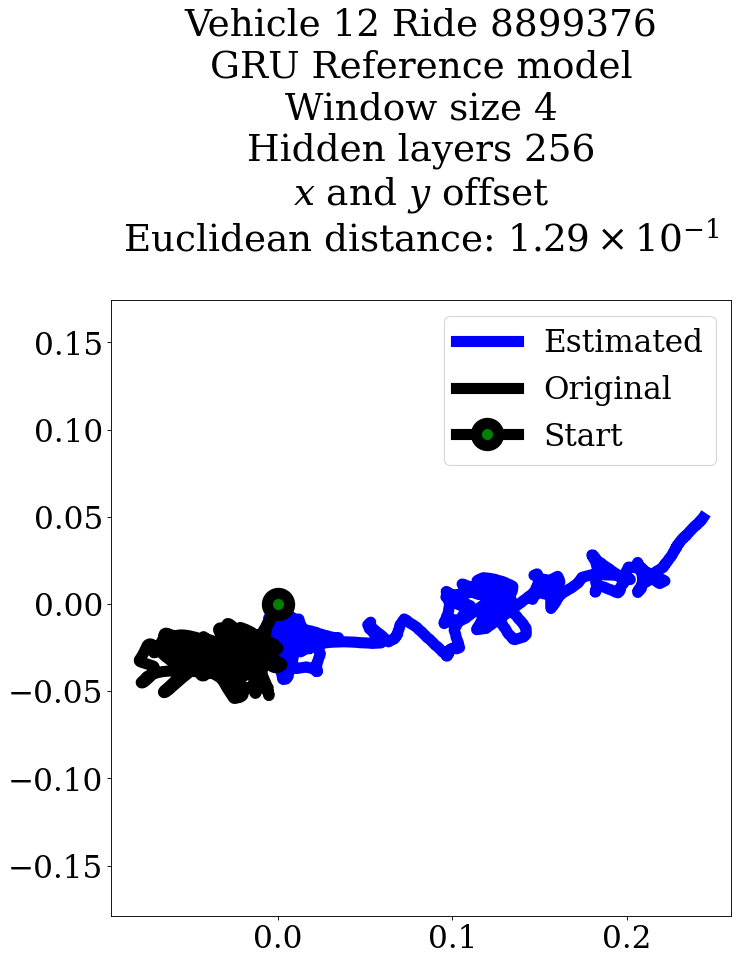 Vehicle 12 Ride 8899376
GRU Reference model
Window size 4
Hidden layers 256
x and y offset
Euclidean distance: 1.29 × 10⁻¹
Estimated
Original
Start
0.15
0.10
0.05
0.00
−0.05
−0.10
−0.15
0.0 0.1 0.2